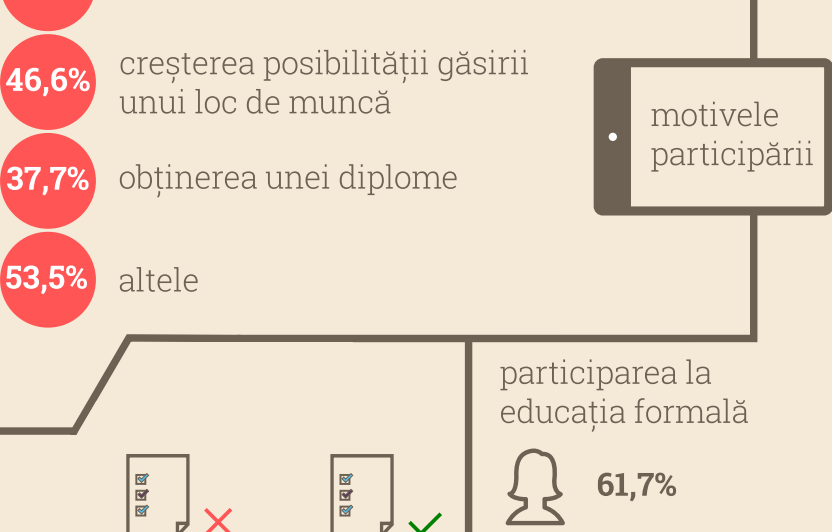 46,6%
creșterea posibilității găsirii
unui loc de muncă
motivele
participării
37,7%
obținerea unei diplome
53,5%
altele
participarea la
educația formală
61,7%